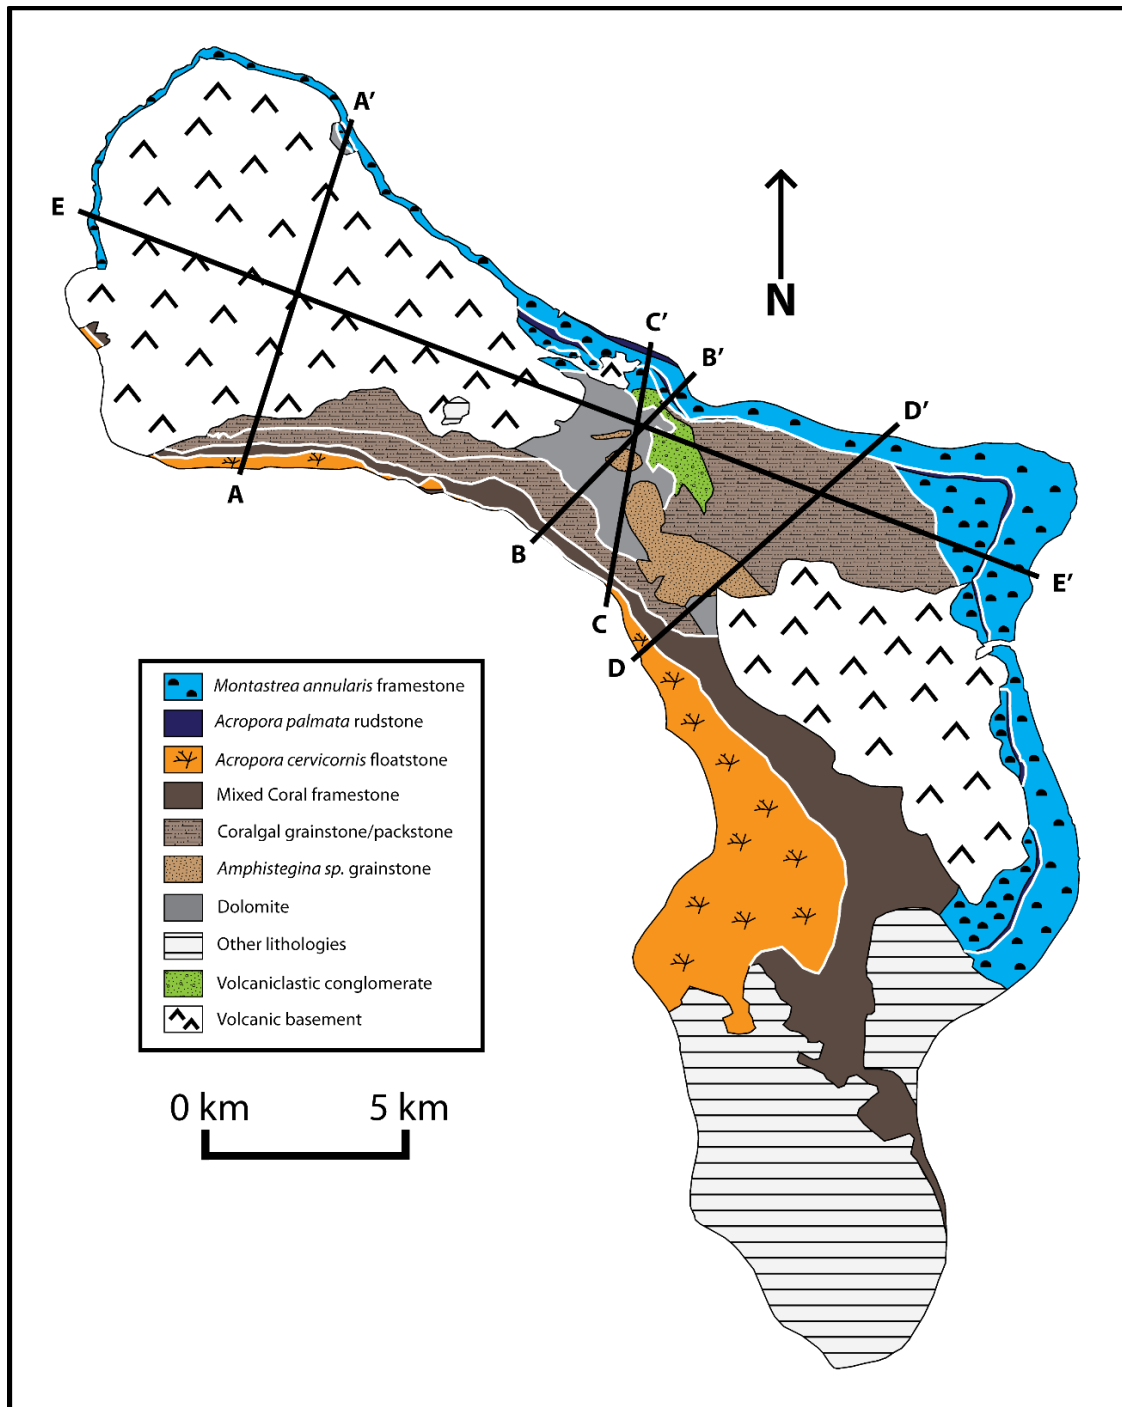 A'
E
C'
B'
N
D'
A
B
E'
C
D
Montastrea annularis framestone
Acropora palmata rudstone
Acropora cervicornis floatstone
Mixed Coral framestone
Coralgal grainstone/packstone
Amphistegina sp. grainstone
Dolomite
Other lithologies
Volcaniclastic conglomerate
Volcanic basement
0 km 5 km